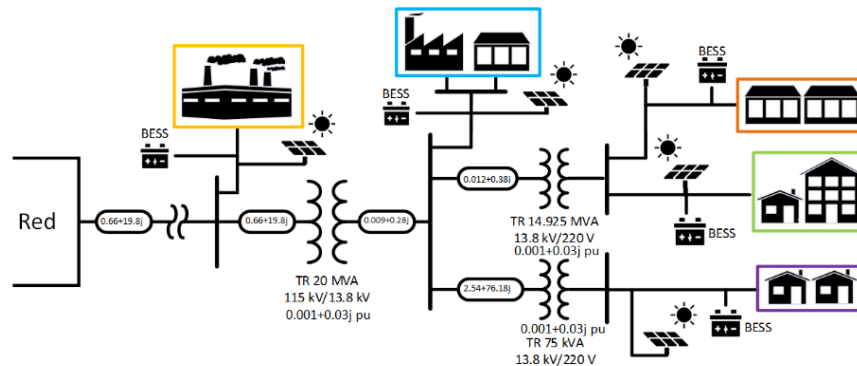 BESS
BESS
BESS
Red
0.66+19.8j
0.66+19.8j
0.009+0.28j
0.012+0.38j
TR 20 MVA
115 kV/13.8 kV
0.001+0.03j pu
TR 14.925 MVA
13.8 kV/220 V
0.001+0.03j pu
BESS
2.54+76.18j
0.001+0.03j pu
TR 75 kVA
13.8 kV/220 V
BESS